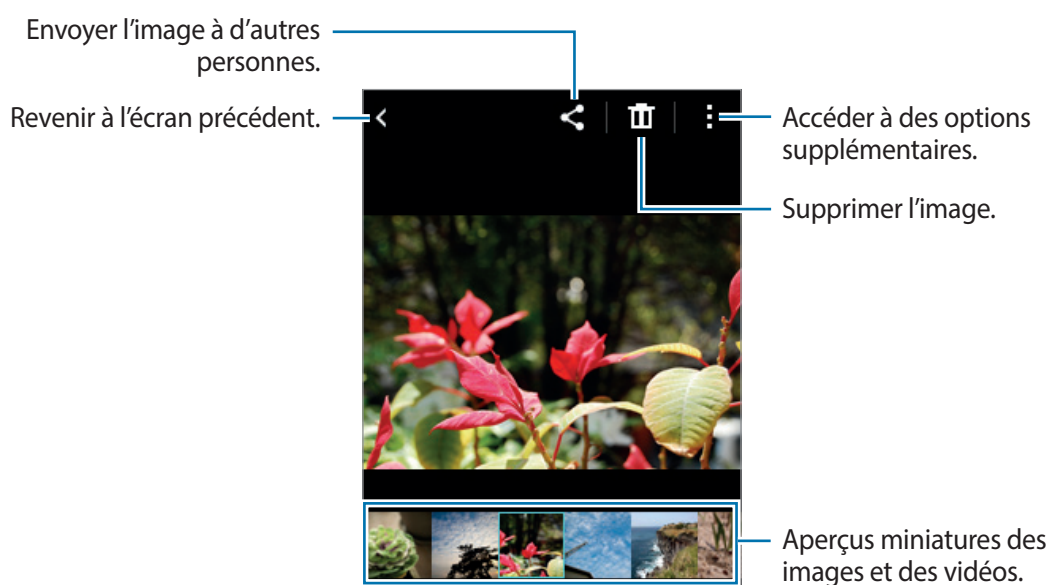 Envoyer l’image à d’autres
personnes.
Revenir à l’écran précédent.
Accéder à des options
supplémentaires.
Supprimer l’image.
Aperçus miniatures des
images et des vidéos.